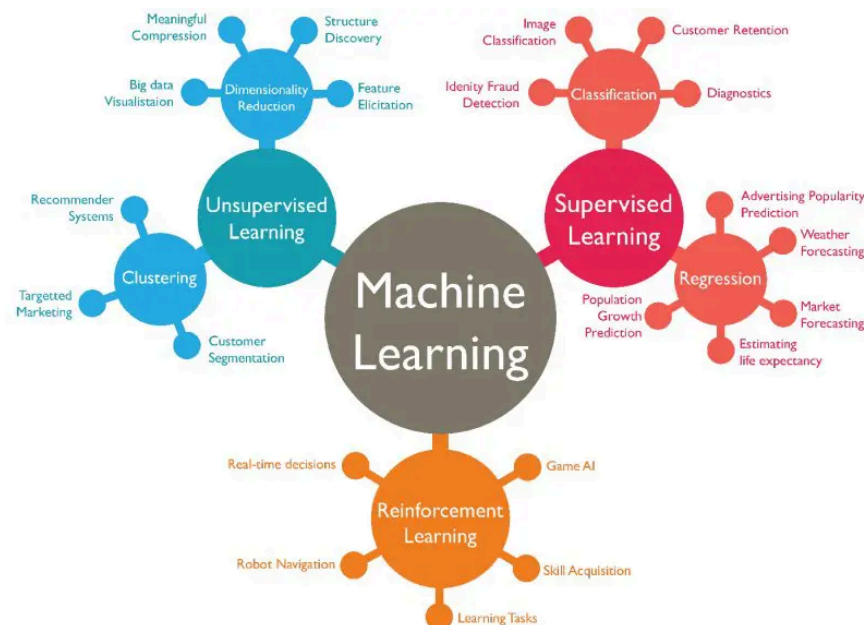 Meaningful
Compression
Structure
Discovery
Big data
Visualistaion
Dimensionality
Reduction
Feature
Elicitation
Unsupervised
Learning
Recommender
Systems
Clustering
Targetted
Marketing
Customer
Segmentation
Machine
Learning
Image
Classification
Customer Retention
Idenity Fraud
Detection
Classification
Diagnostics
Supervised
Learning
Advertising Popularity
Prediction
Weather
Forecasting
Regression
Population
Growth
Prediction
Market
Forecasting
Estimating
life expectancy
Real-time decisions
Game AI
Reinforcement
Learning
Robot Navigation
Skill Acquisition
Learning Tasks